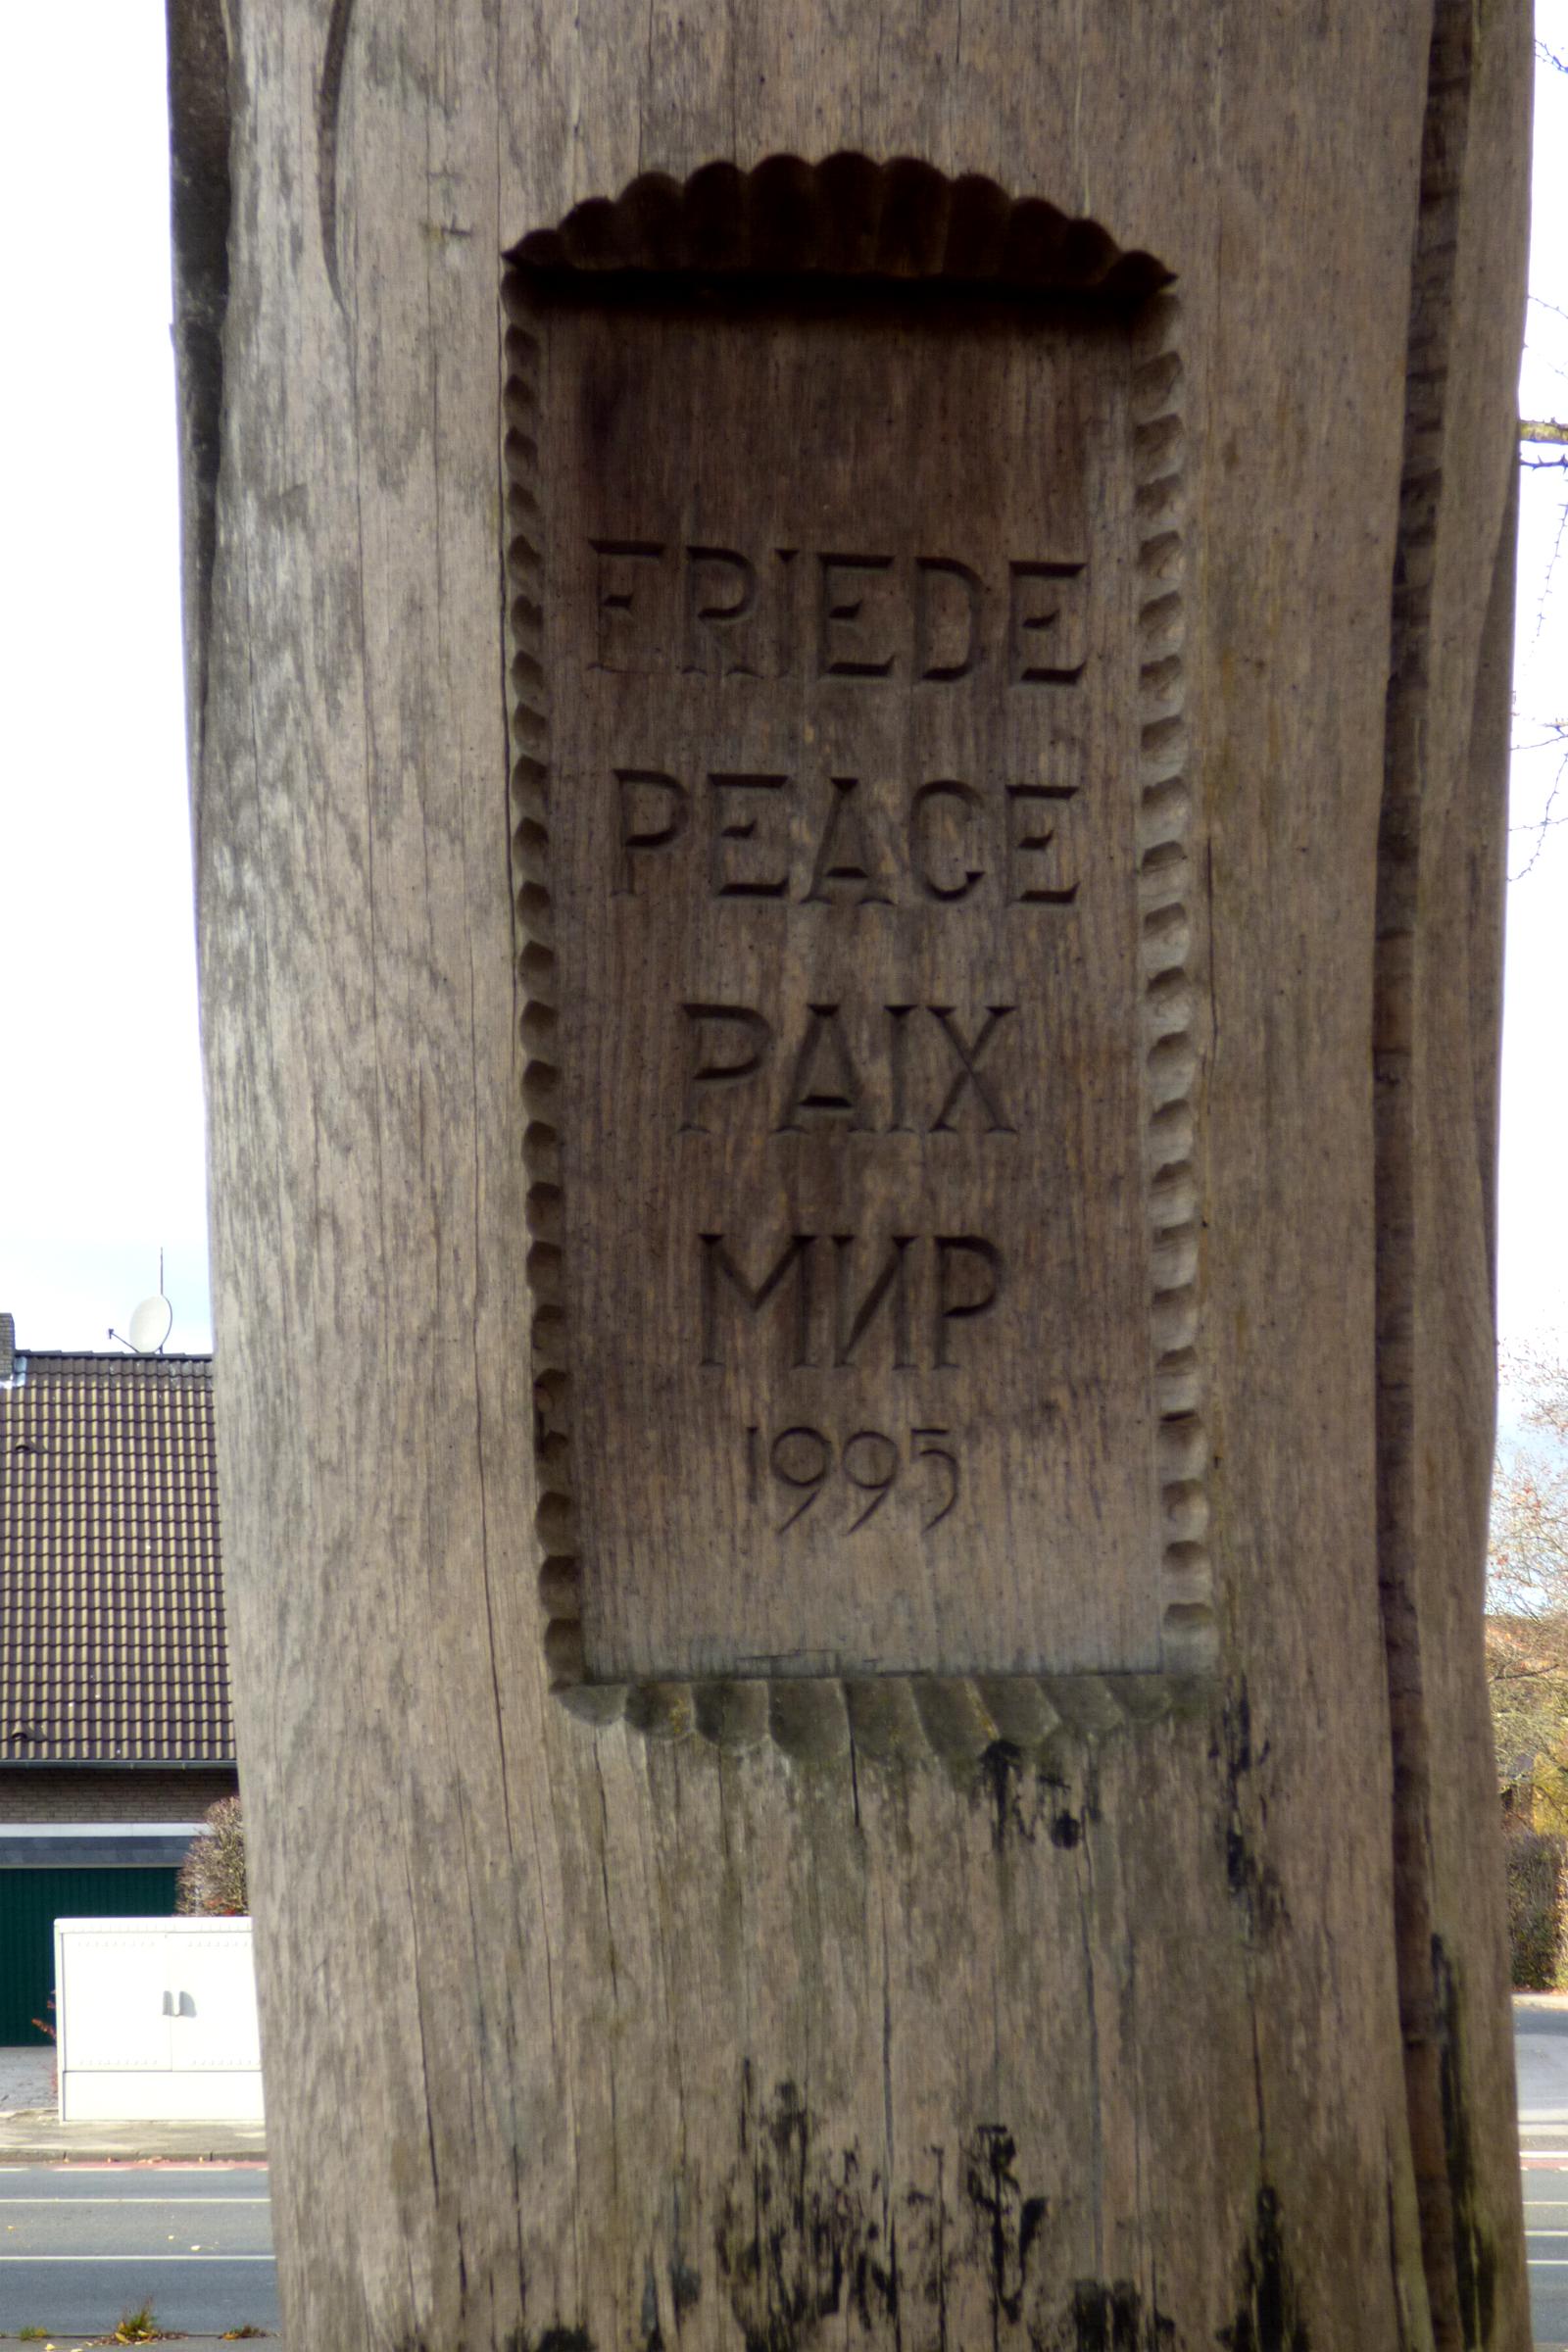 FRIEDE
PEACE
PAIX
МИР
1995